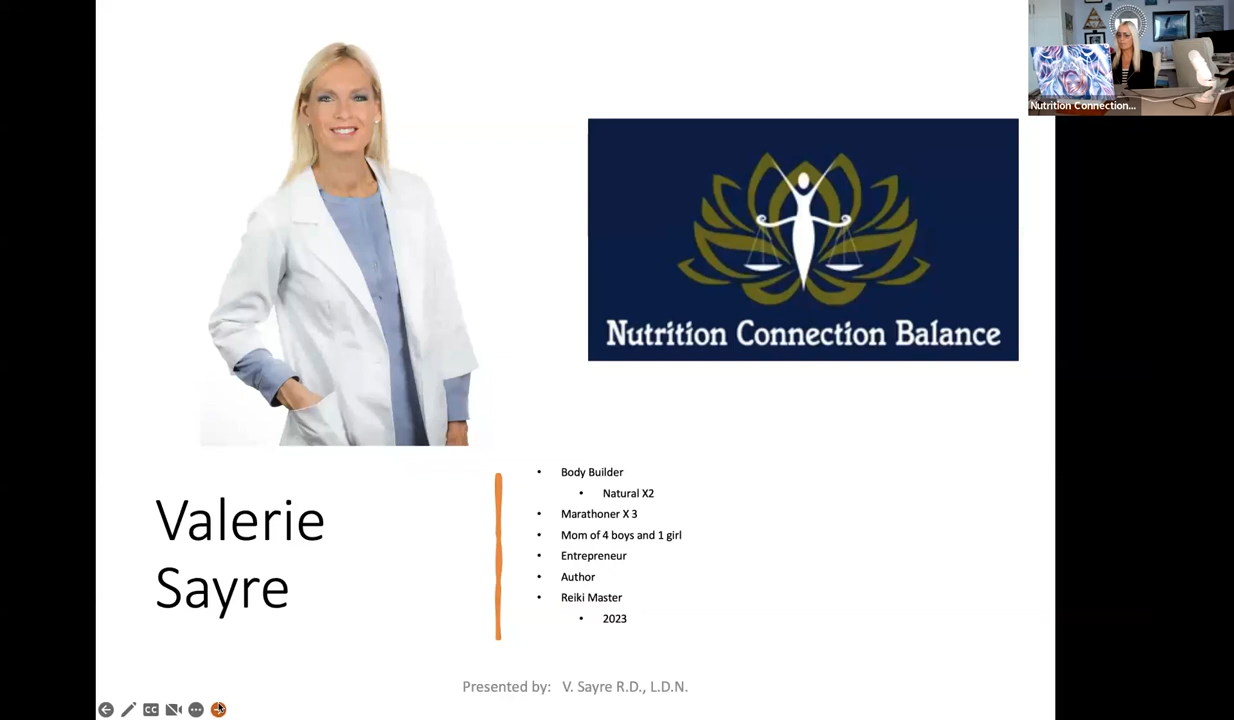 Nutrition Connection...
Nutrition Connection Balance
Valerie
Sayre
• Body Builder
• Natural X2
• Marathoner X 3
• Mom of 4 boys and 1 girl
• Entrepreneur
• Author
• Reiki Master
• 2023
Presented by: V. Sayre R.D., L.D.N.
CC